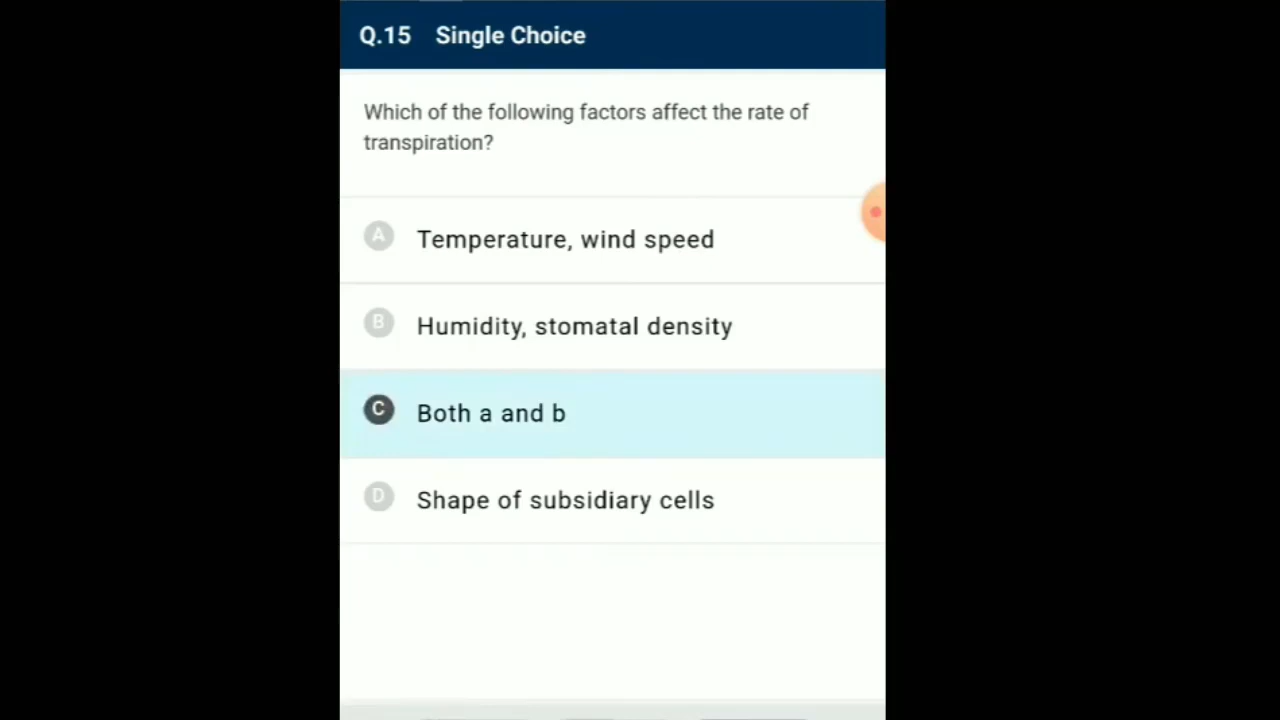 Q.15 Single Choice
Which of the following factors affect the rate of
transpiration?
A Temperature, wind speed
B Humidity, stomatal density
C Both a and b
D Shape of subsidiary cells